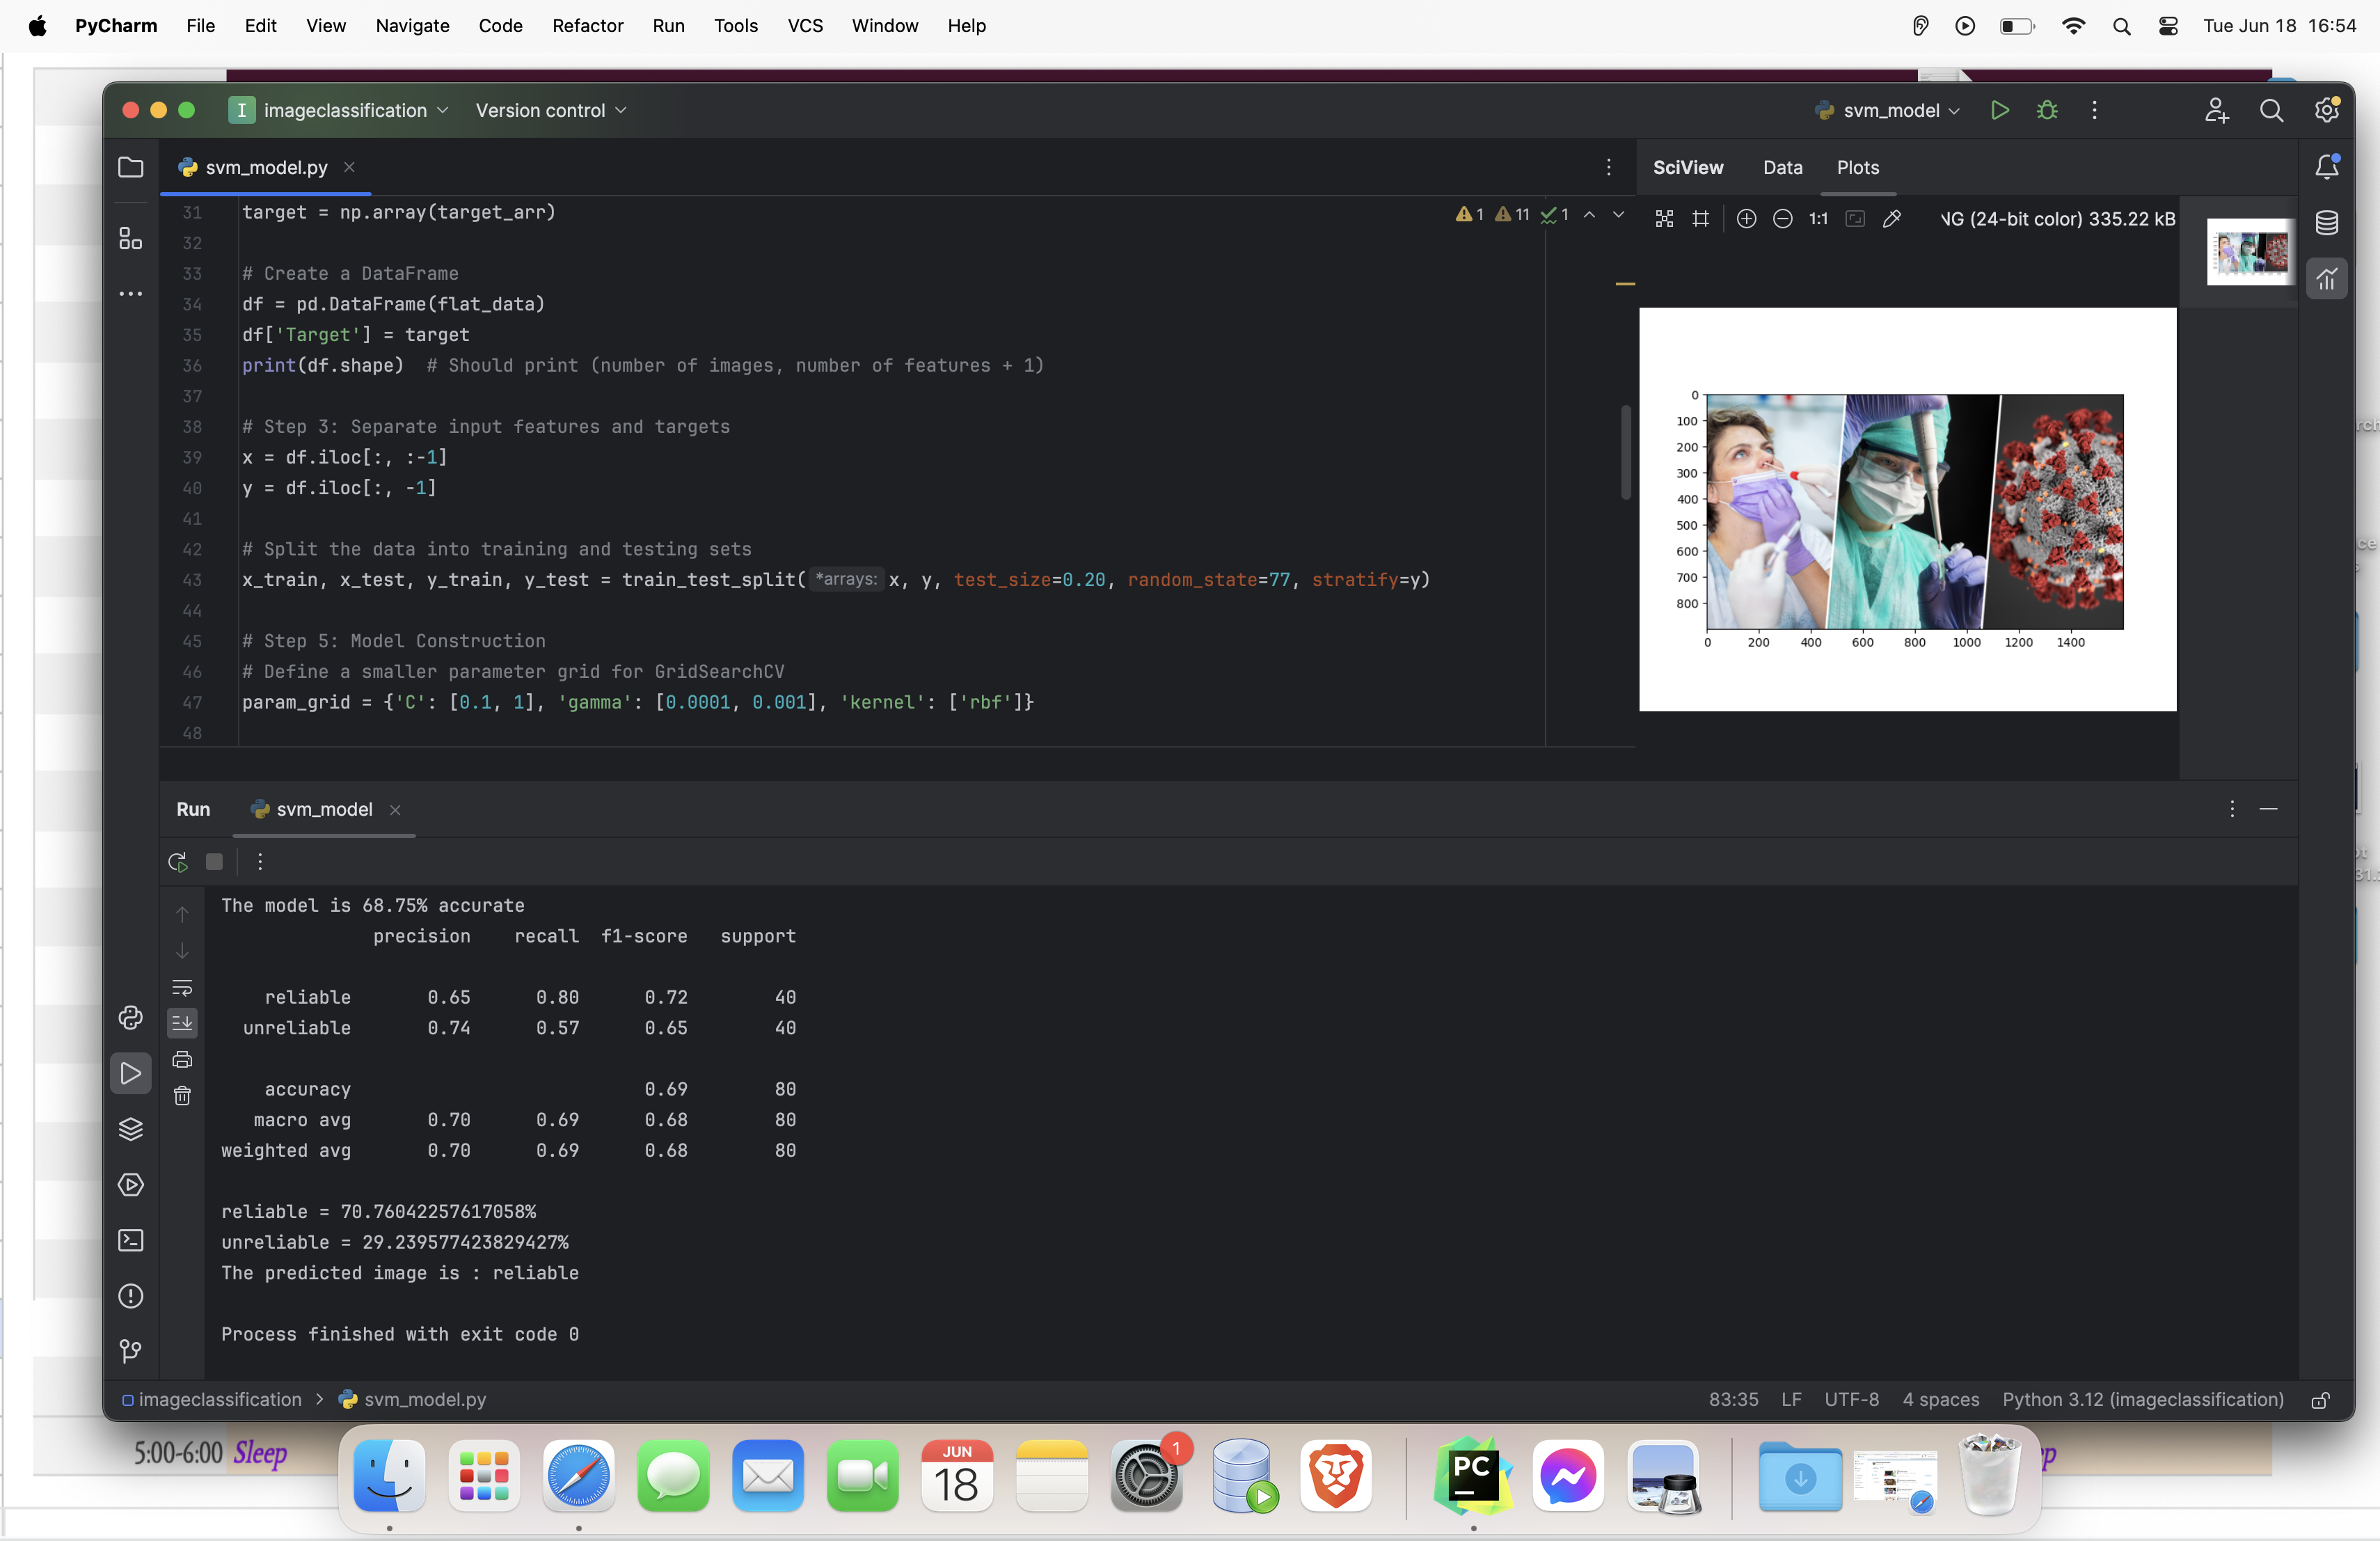 PyCharm File Edit View Navigate Code Refactor Run Tools VCS Window Help Tue Jun 18 16:54
I imageclassification Version control svm_model
svm_model.py
31 target = np.array(target_arr)
32
33 # Create a DataFrame
34 df = pd.DataFrame(flat_data)
35 df['Target'] = target
36 print(df.shape) # Should print (number of images, number of features + 1)
37
38 # Step 3: Separate input features and targets
39 x = df.iloc[:, :-1]
40 y = df.iloc[:, -1]
41
42 # Split the data into training and testing sets
43 x_train, x_test, y_train, y_test = train_test_split(*arrays: x, y, test_size=0.20, random_state=77, stratify=y)
44
45 # Step 5: Model Construction
46 # Define a smaller parameter grid for GridSearchCV
47 param_grid = {'C': [0.1, 1], 'gamma': [0.0001, 0.001], 'kernel': ['rbf']}
48
1 11 1
SciView Data Plots
1:1 NG (24-bit color) 335.22 kB
0
100
200
300
400
500
600
700
800
0 200 400 600 800 1000 1200 1400
Run svm_model
The model is 68.75% accurate
precision recall f1-score support
reliable 0.65 0.80 0.72 40
unreliable 0.74 0.57 0.65 40
accuracy 0.69 80
macro avg 0.70 0.69 0.68 80
weighted avg 0.70 0.69 0.68 80
reliable = 70.76042257617058%
unreliable = 29.239577423829427%
The predicted image is : reliable
Process finished with exit code 0
imageclassification > svm_model.py 83:35 LF UTF-8 4 spaces Python 3.12 (imageclassification)
5:00-6:00 Sleep
JUN
18
1
PC